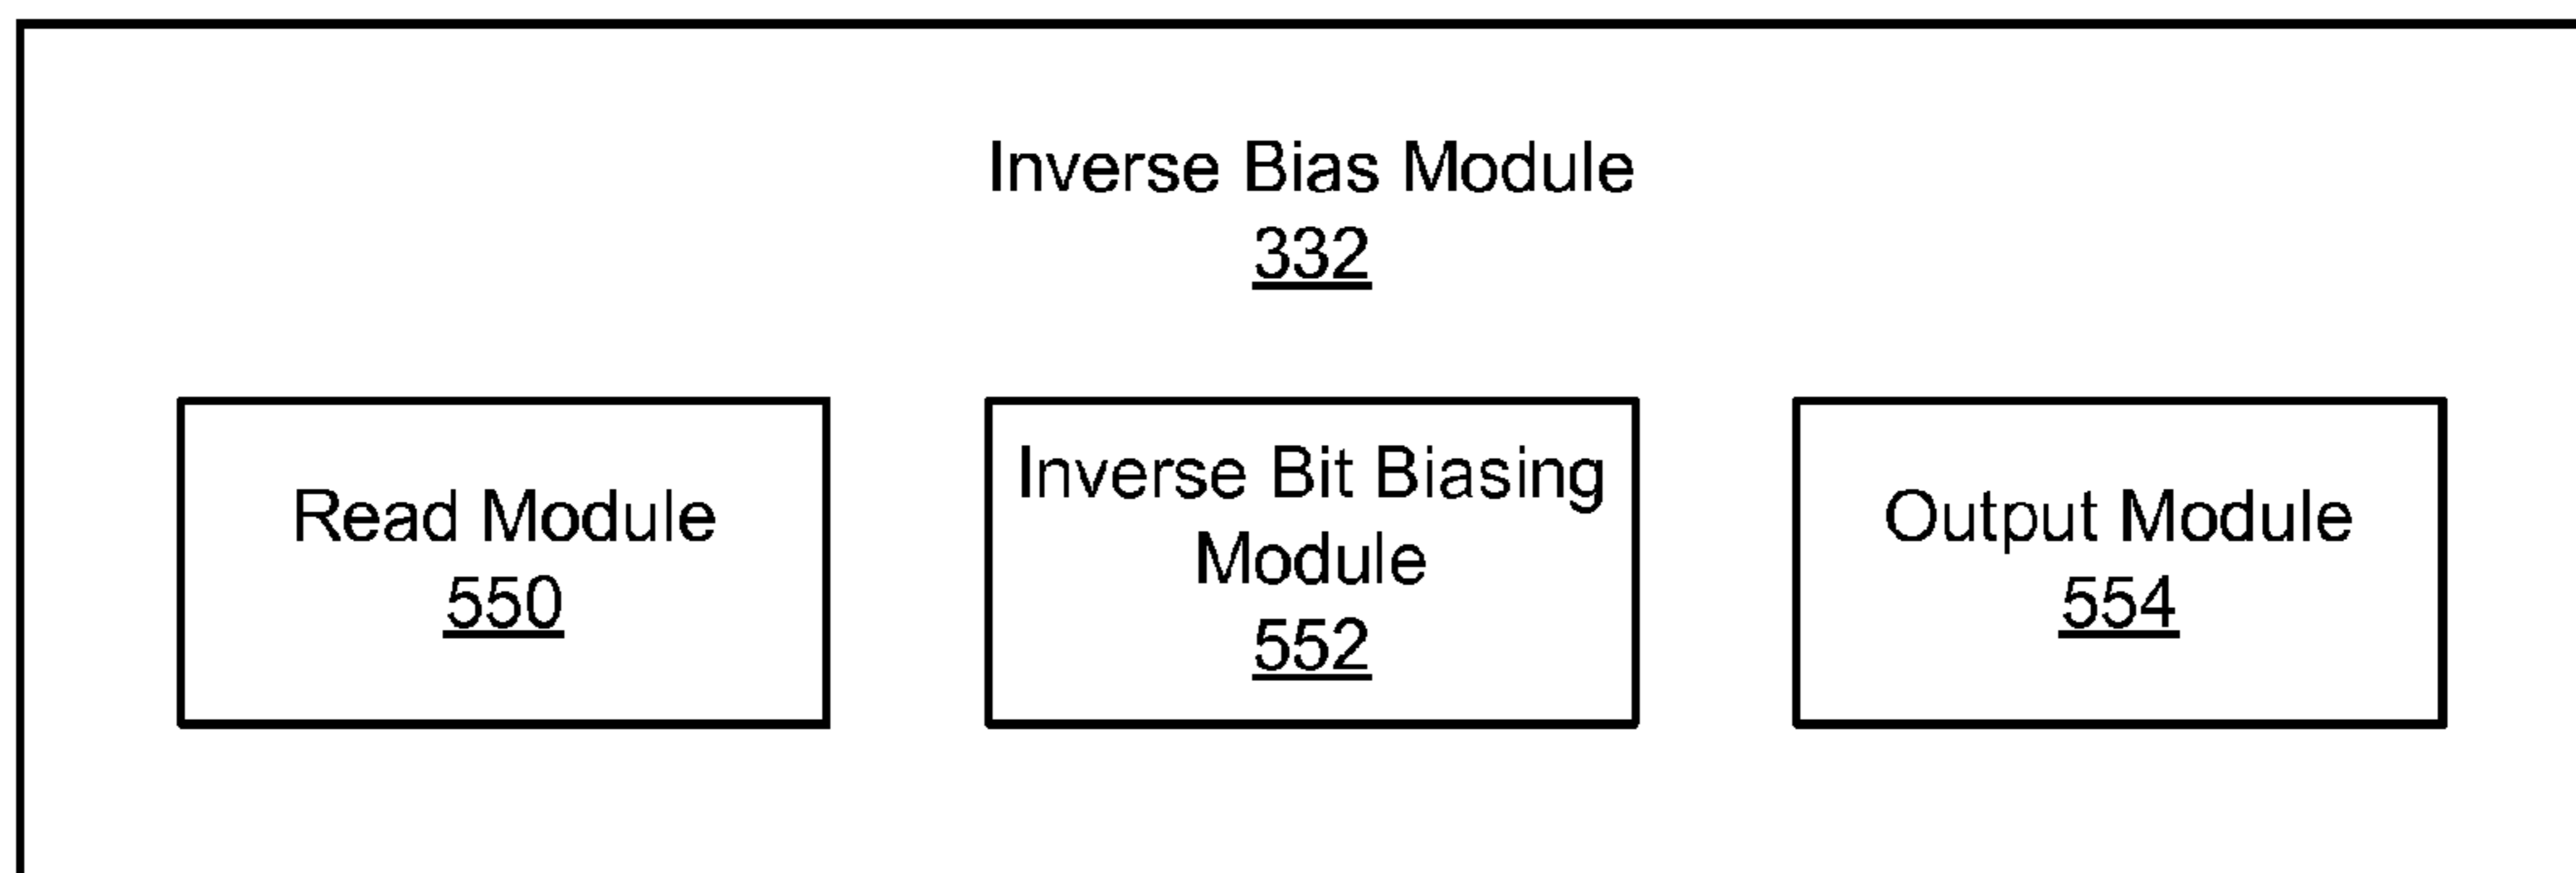 Inverse Bias Module
332
Read Module
550
Inverse Bit Biasing
Module
552
Output Module
554